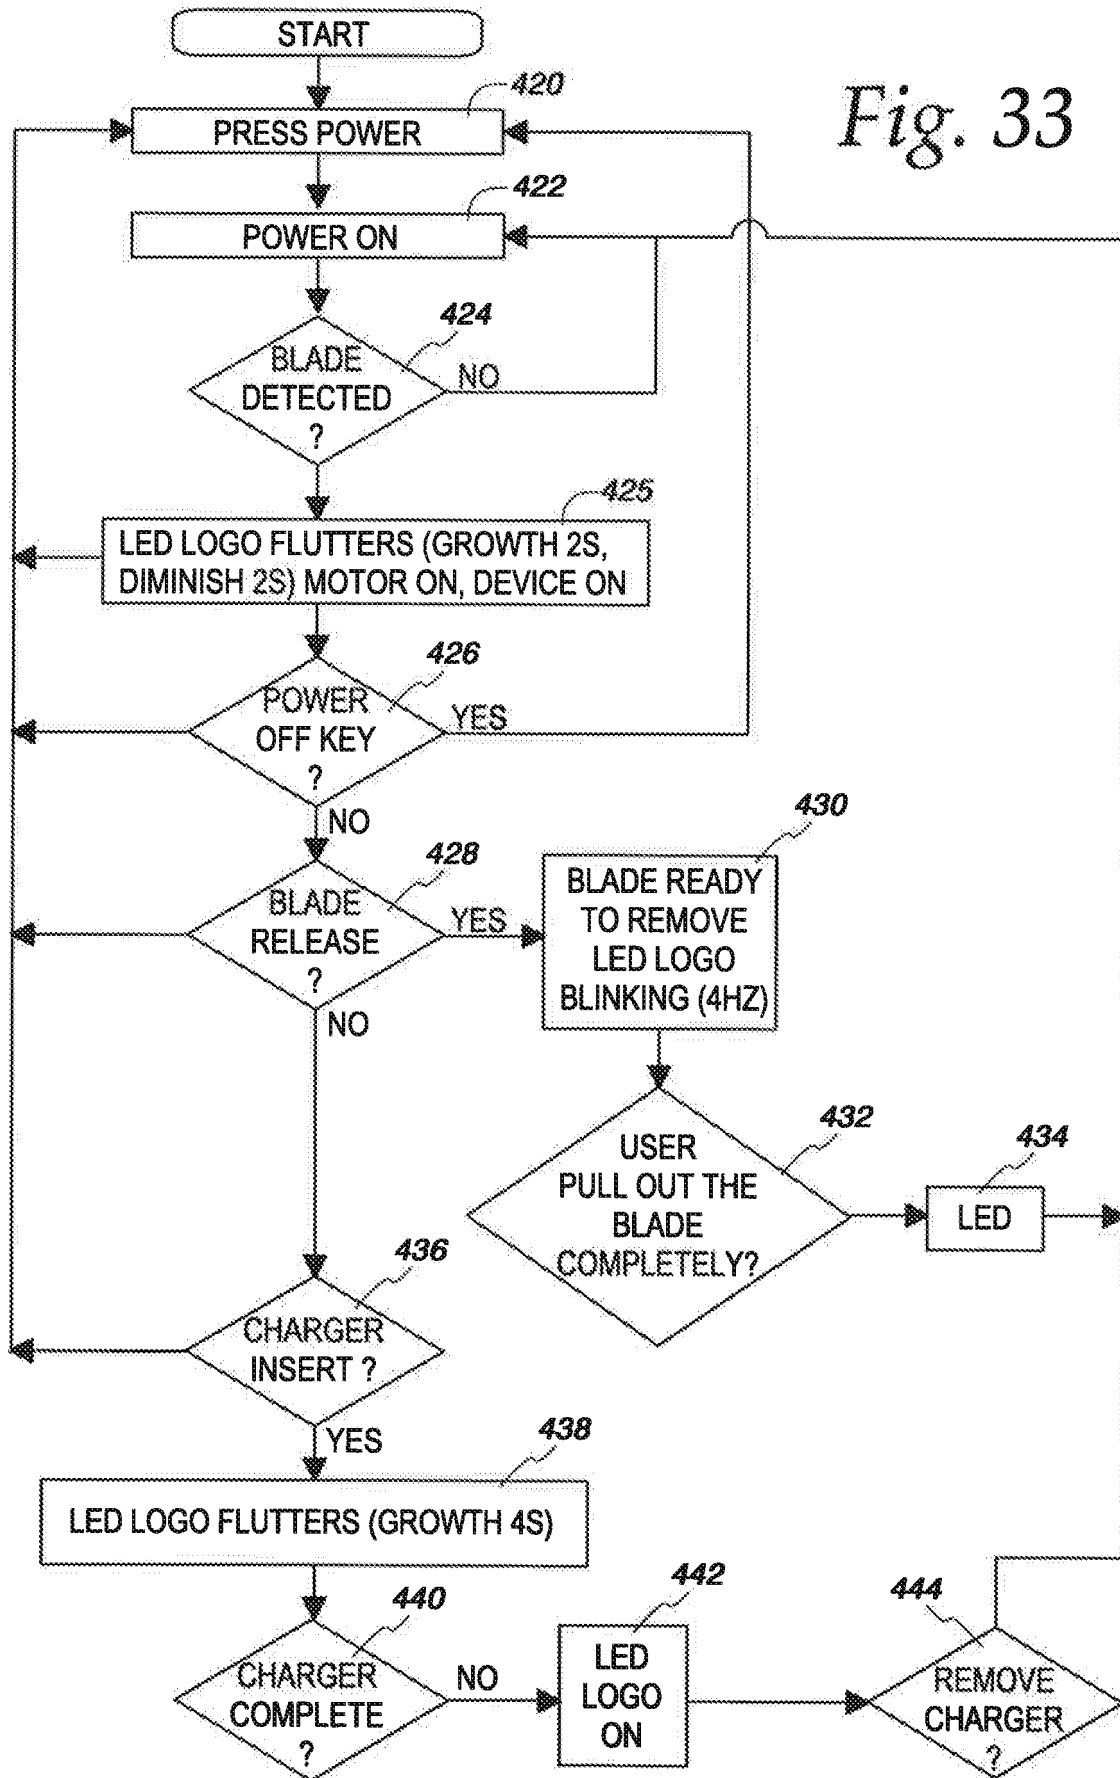 START
Fig. 33
420
PRESS POWER
422
POWER ON
424
BLADE
DETECTED
?
NO
425
LED LOGO FLUTTERS (GROWTH 2S,
DIMINISH 2S) MOTOR ON, DEVICE ON
426
POWER
OFF KEY
?
YES
NO
428
BLADE
RELEASE
?
YES
NO
430
BLADE READY
TO REMOVE
LED LOGO
BLINKING (4HZ)
432
USER
PULL OUT THE
BLADE
COMPLETELY?
434
LED
436
CHARGER
INSERT ?
YES
438
LED LOGO FLUTTERS (GROWTH 4S)
440
CHARGER
COMPLETE
?
NO
442
LED
LOGO
ON
444
REMOVE
CHARGER
?